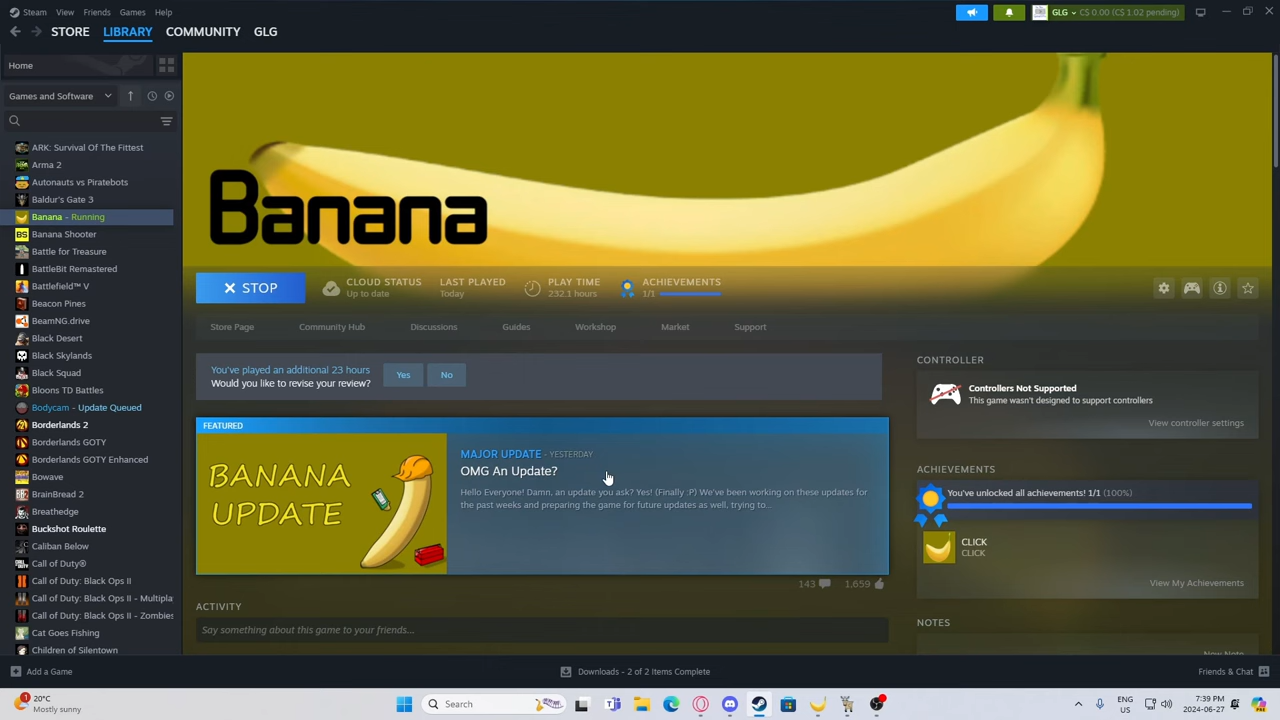 Steam View Friends Games Help
GLG C$ 0.00 (C$ 1.02 pending)
STORE LIBRARY COMMUNITY GLG
Home
Games and Software
ARK: Survival Of The Fittest
Arma 2
Autonauts vs Piratebots
Baldur's Gate 3
Banana - Running
Banana Shooter
Battle for Treasure
BattleBit Remastered
Battlefield™ V
Beacon Pines
BeamNG.drive
Black Desert
Black Skylands
Black Squad
Bloons TD Battles
Bodycam - Update Queued
Borderlands 2
Borderlands GOTY
Borderlands GOTY Enhanced
Bowave
BrainBread 2
Breathedge
Buckshot Roulette
Caliban Below
Call of Duty®
Call of Duty: Black Ops II
Call of Duty: Black Ops II - Multipla
Call of Duty: Black Ops II - Zombies
Cat Goes Fishing
Children of Silentown
Banana
STOP
CLOUD STATUS
Up to date
LAST PLAYED
Today
PLAY TIME
232.1 hours
ACHIEVEMENTS
1/1
Store Page Community Hub Discussions Guides Workshop Market Support
You've played an additional 23 hours
Would you like to revise your review?
Yes No
FEATURED
BANANA
UPDATE
MAJOR UPDATE - YESTERDAY
OMG An Update?
Hello Everyone! Damn, an update you ask? Yes! (Finally :P) We've been working on these updates for
the past weeks and preparing the game for future updates as well, trying to...
143 1,659
ACTIVITY
Say something about this game to your friends...
CONTROLLER
Controllers Not Supported
This game wasn't designed to support controllers
View controller settings
ACHIEVEMENTS
You've unlocked all achievements! 1/1 (100%)
CLICK
CLICK
View My Achievements
NOTES
New Note
Add a Game
Downloads - 2 of 2 Items Complete
Friends & Chat
1
20°C
Mostly sunny
Search
ENG
US
7:39 PM
2024-06-27